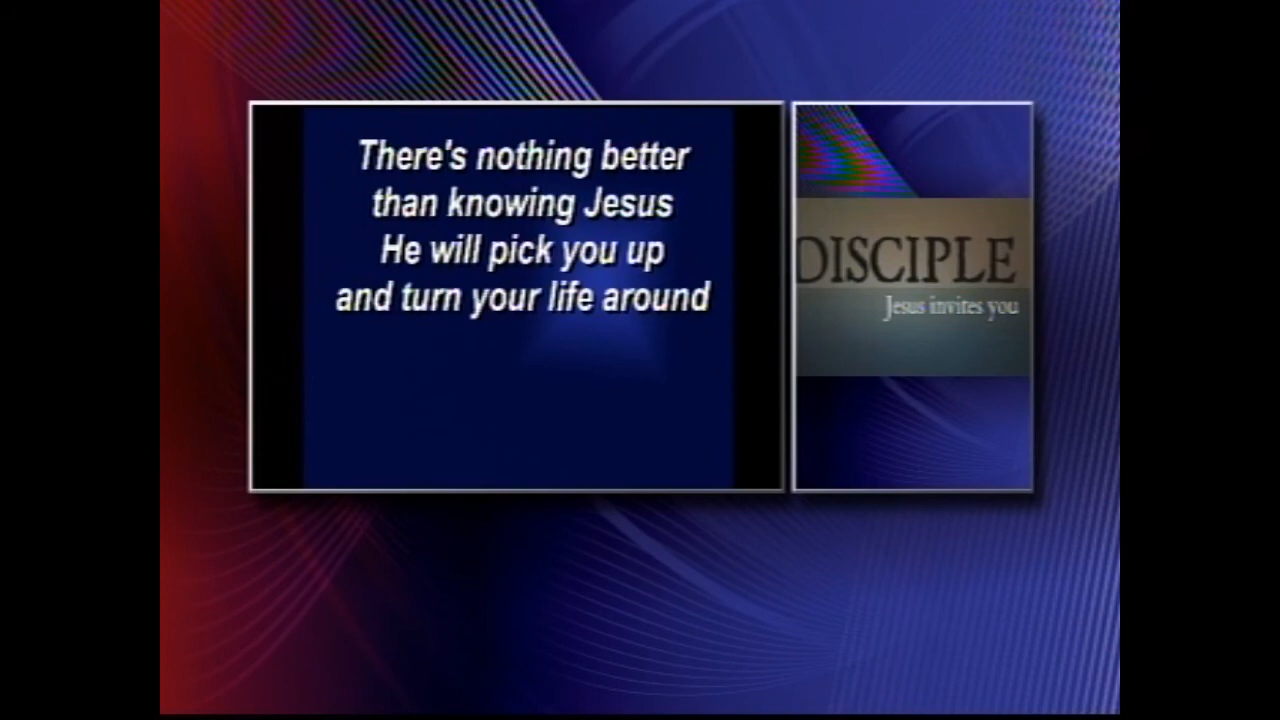 There's nothing better
than knowing Jesus
He will pick you up
and turn your life around
DISCIPLE
Jesus invites you